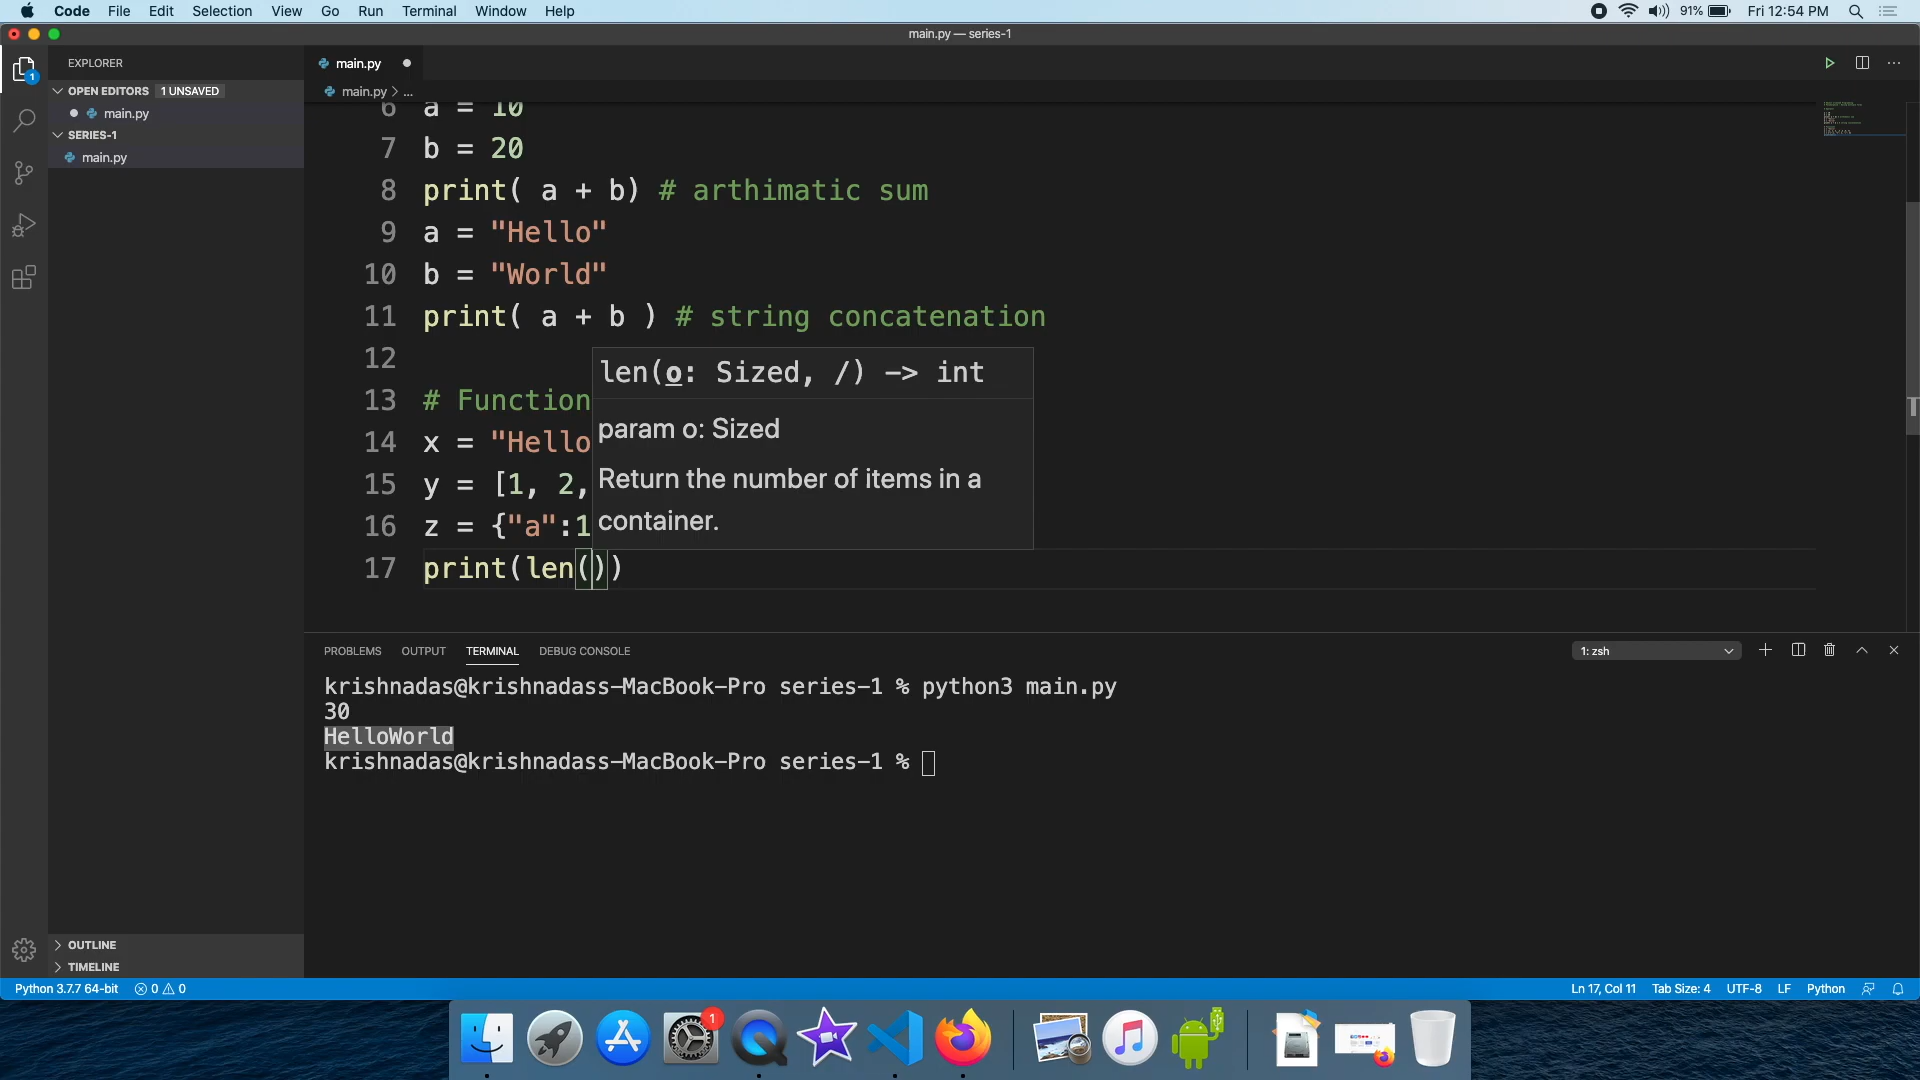 Code File Edit Selection View Go Run Terminal Window Help 91% Fri 12:54 PM
main.py — series-1
EXPLORER
main.py
OPEN EDITORS 1 UNSAVED
main.py > ...
main.py
SERIES-1
main.py
6 a = 10
7 b = 20
8 print( a + b) # arthimatic sum
9 a = "Hello"
10 b = "World"
11 print( a + b ) # string concatenation
12
len(o: Sized, /) -> int
13 # Function
param o: Sized
14 x = "Hello
Return the number of items in a
15 y = [1, 2,
container.
16 z = {"a":1
17 print(len())
PROBLEMS OUTPUT TERMINAL DEBUG CONSOLE 1: zsh
krishnadas@krishnadass-MacBook-Pro series-1 % python3 main.py
30
HelloWorld
krishnadas@krishnadass-MacBook-Pro series-1 %
OUTLINE
TIMELINE
Python 3.7.7 64-bit 0 0 Ln 17, Col 11 Tab Size: 4 UTF-8 LF Python
1
1